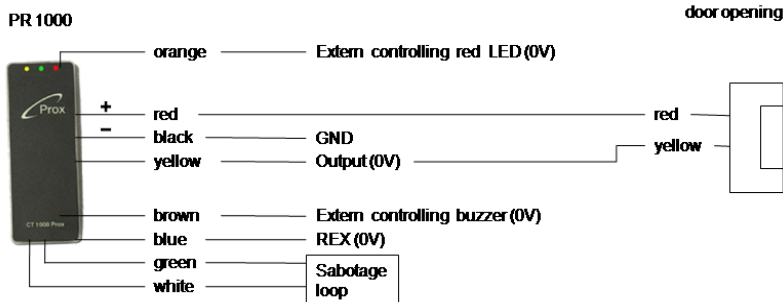 PR 1000
door opening
orange Extern controlling red LED (0V)
Prox
+ red red
− black GND
yellow Output (0V) yellow
brown Extern controlling buzzer (0V)
CT 1000 Prox
blue REX (0V)
green
Sabotage
loop
white